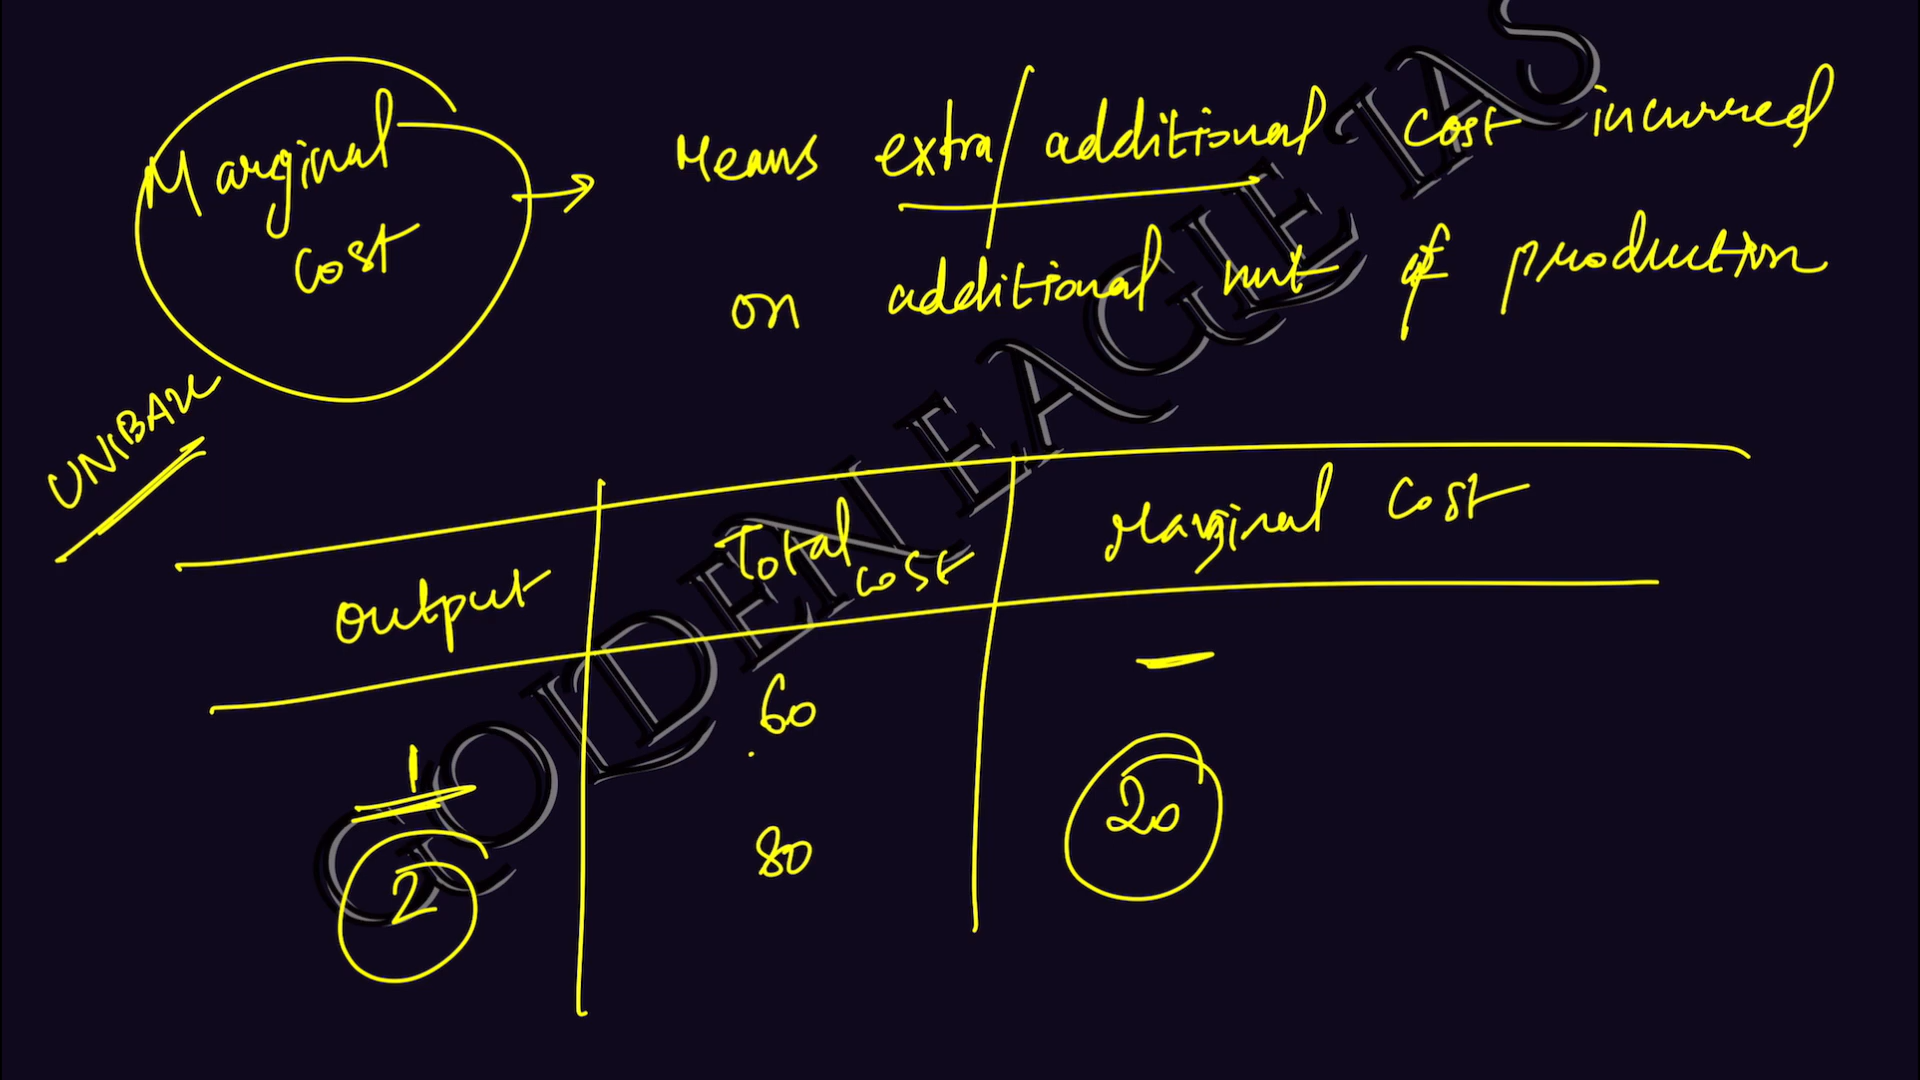 Marginal
Cost
Means extra/additional cost incurred
on additional unit of production
UNIBAZE
Output Total cost Marginal Cost
1 60 —
2 80 20
GOLDEN EAGLE IAS